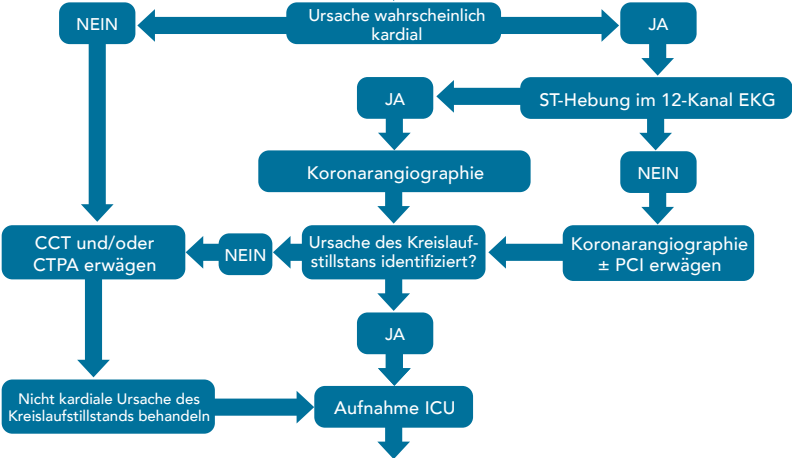 NEIN
Ursache wahrscheinlich
kardial
JA
JA
ST-Hebung im 12-Kanal EKG
Koronarangiographie
NEIN
CCT und/oder
CTPA erwägen
NEIN
Ursache des Kreislauf-
stillstans identifiziert?
Koronarangiographie
± PCI erwägen
JA
Nicht kardiale Ursache des
Kreislaufstillstands behandeln
Aufnahme ICU